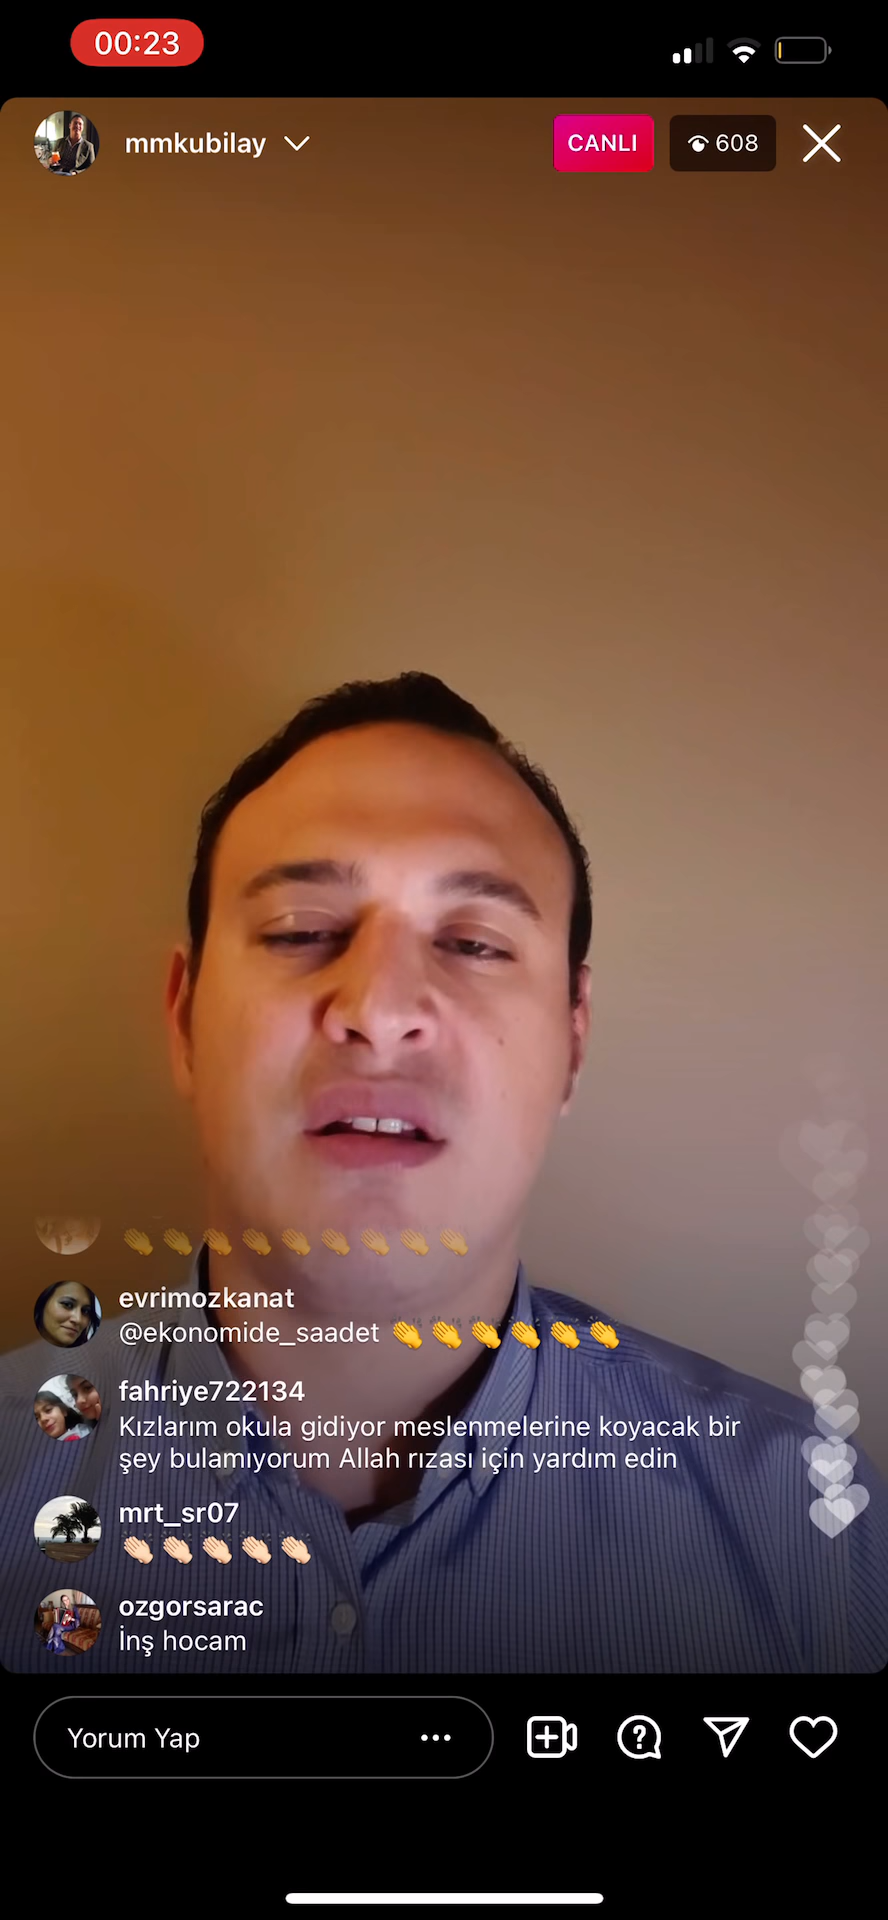 00:23
mmkubilay
CANLI
608
evrimozkanat
@ekonomide_saadet 👏👏👏👏👏👏
fahriye722134
Kızlarım okula gidiyor meslenmelerine koyacak bir
şey bulamıyorum Allah rızası için yardım edin
mrt_sr07
👏🏻👏🏻👏🏻👏🏻👏🏻
ozgorsarac
İnş hocam
Yorum Yap